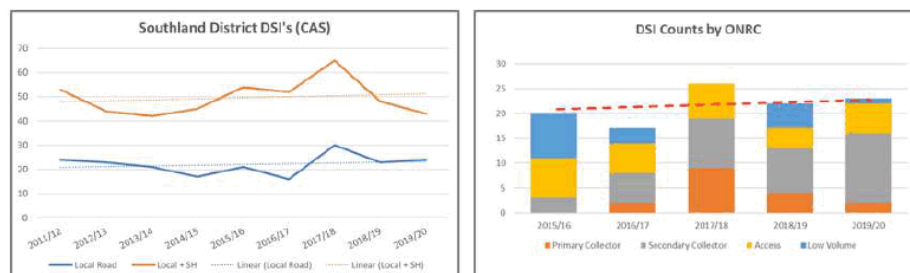 Southland District DSI's (CAS)
70
60
50
40
30
20
10
0
2011/12 2012/13 2013/14 2014/15 2015/16 2016/17 2017/18 2018/19 2019/20
Local Road Local + SH Linear (Local Road) Linear (Local + SH)
DSI Counts by ONRC
30
25
20
15
10
5
0
2015/16 2016/17 2017/18 2018/19 2019/20
Primary Collector Secondary Collector Access Low Volume